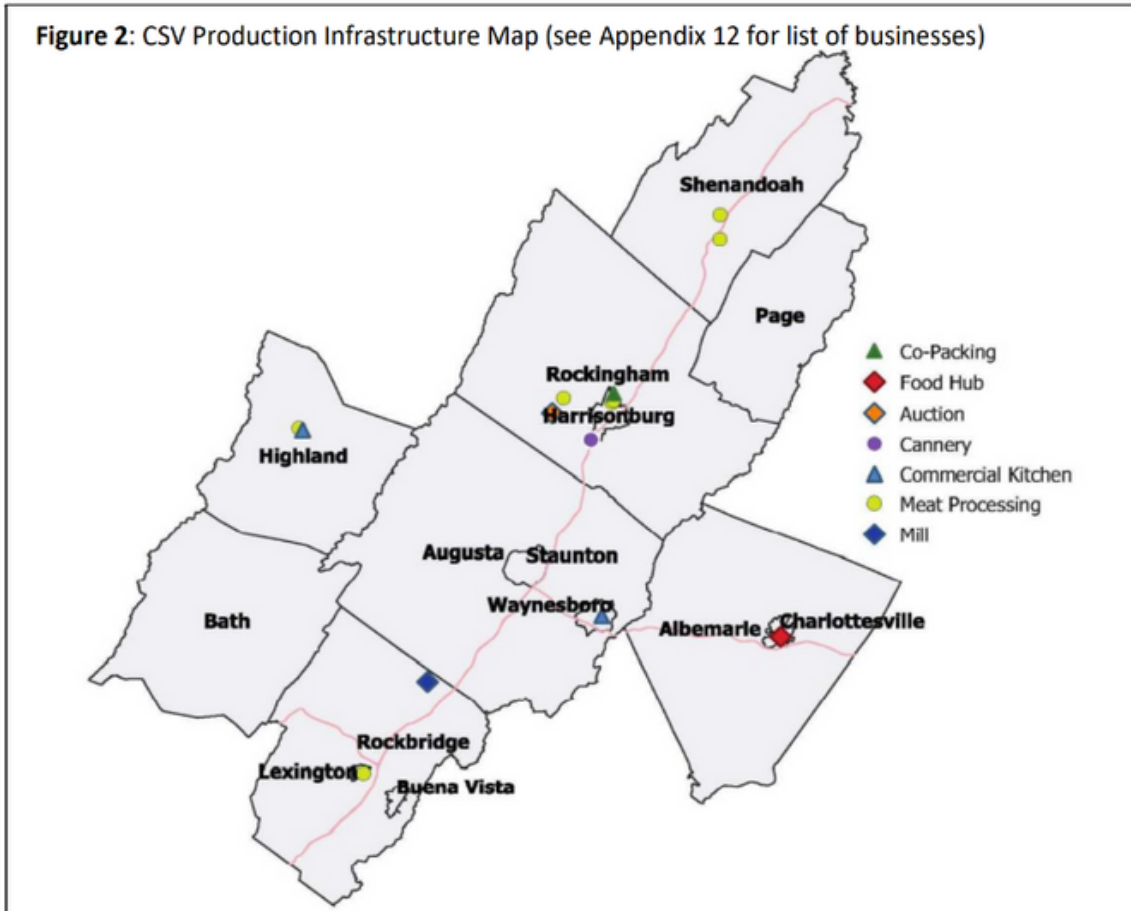 Figure 2: CSV Production Infrastructure Map (see Appendix 12 for list of businesses)
Shenandoah
Page
Rockingham
Harrisonburg
Highland
Augusta
Staunton
Waynesboro
Bath
Albemarle
Charlottesville
Rockbridge
Lexington
Buena Vista
Co-Packing
Food Hub
Auction
Cannery
Commercial Kitchen
Meat Processing
Mill